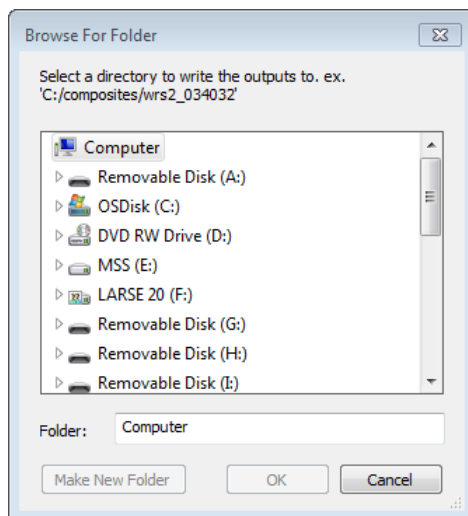 Browse For Folder
Select a directory to write the outputs to. ex.
'C:/composites/wrs2_034032'
Computer
Removable Disk (A:)
OSDisk (C:)
DVD RW Drive (D:)
MSS (E:)
LARSE 20 (F:)
Removable Disk (G:)
Removable Disk (H:)
Removable Disk (I:)
Folder: Computer
Make New Folder OK Cancel